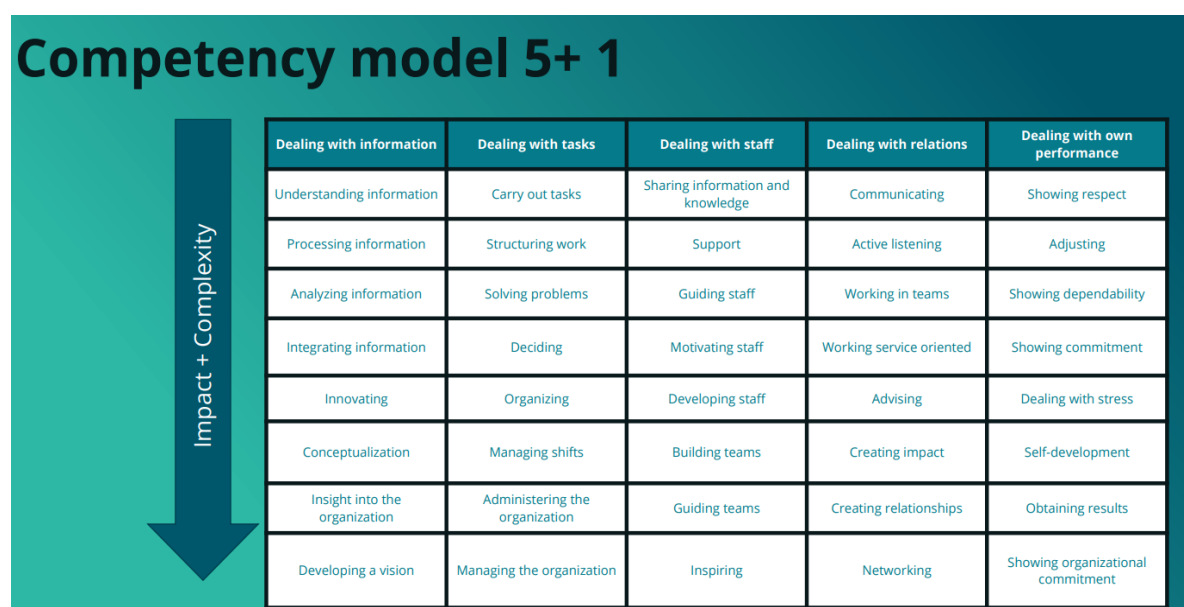 Competency model 5+ 1
Impact + Complexity
Dealing with information
Dealing with tasks
Dealing with staff
Dealing with relations
Dealing with own
performance
Understanding information
Carry out tasks
Sharing information and
knowledge
Communicating
Showing respect
Processing information
Structuring work
Support
Active listening
Adjusting
Analyzing information
Solving problems
Guiding staff
Working in teams
Showing dependability
Integrating information
Deciding
Motivating staff
Working service oriented
Showing commitment
Innovating
Organizing
Developing staff
Advising
Dealing with stress
Conceptualization
Managing shifts
Building teams
Creating impact
Self-development
Insight into the
organization
Administering the
organization
Guiding teams
Creating relationships
Obtaining results
Developing a vision
Managing the organization
Inspiring
Networking
Showing organizational
commitment